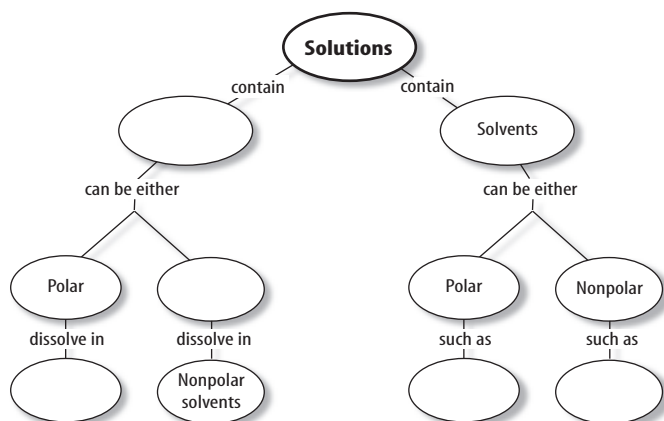 Solutions
contain contain
Solvents
can be either can be either
Polar Polar Nonpolar
dissolve in dissolve in such as such as
Nonpolar
solvents